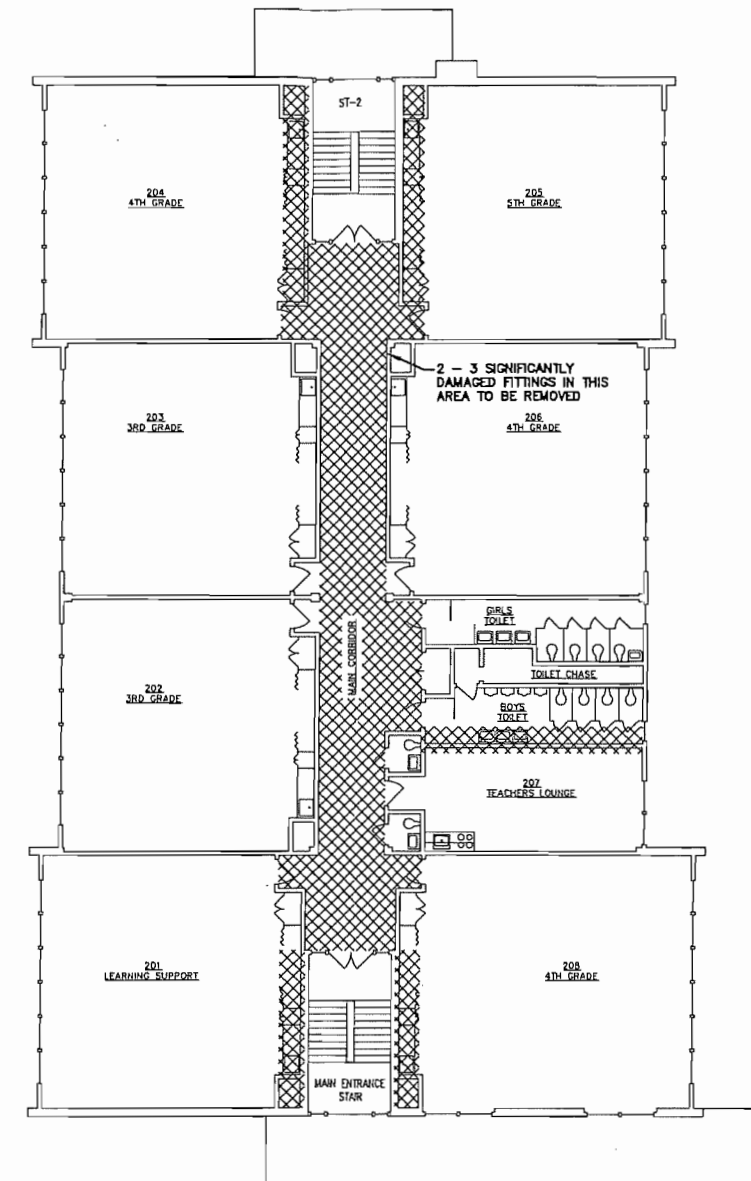 ST-2
204
4TH GRADE
205
5TH GRADE
2 - 3 SIGNIFICANTLY
DAMAGED FITTINGS IN THIS
AREA TO BE REMOVED
203
3RD GRADE
206
4TH GRADE
GIRLS
TOILET
MAIN CORRIDOR
TOILET CHASE
202
3RD GRADE
BOYS
TOILET
207
TEACHERS LOUNGE
201
LEARNING SUPPORT
208
4TH GRADE
MAIN ENTRANCE
STAIR